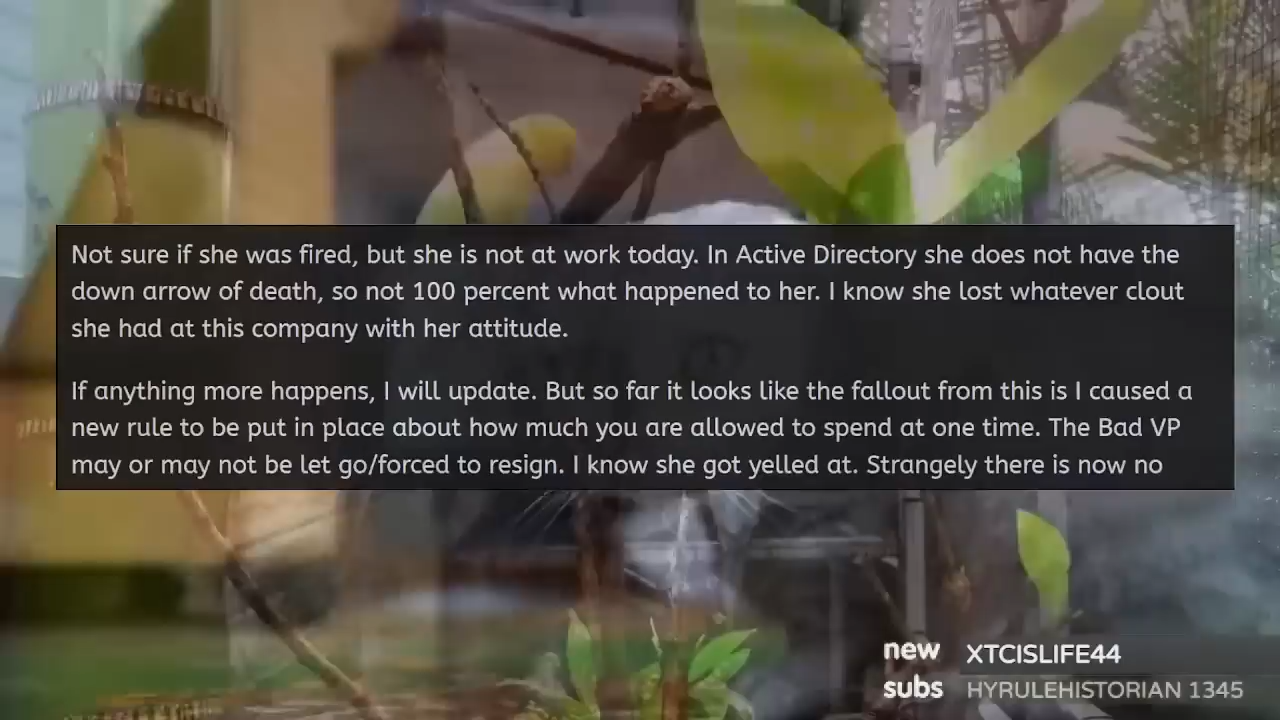 Not sure if she was fired, but she is not at work today. In Active Directory she does not have the
down arrow of death, so not 100 percent what happened to her. I know she lost whatever clout
she had at this company with her attitude.
If anything more happens, I will update. But so far it looks like the fallout from this is I caused a
new rule to be put in place about how much you are allowed to spend at one time. The Bad VP
may or may not be let go/forced to resign. I know she got yelled at. Strangely there is now no
new XTCISLIFE44
subs HYRULEHISTORIAN 1345